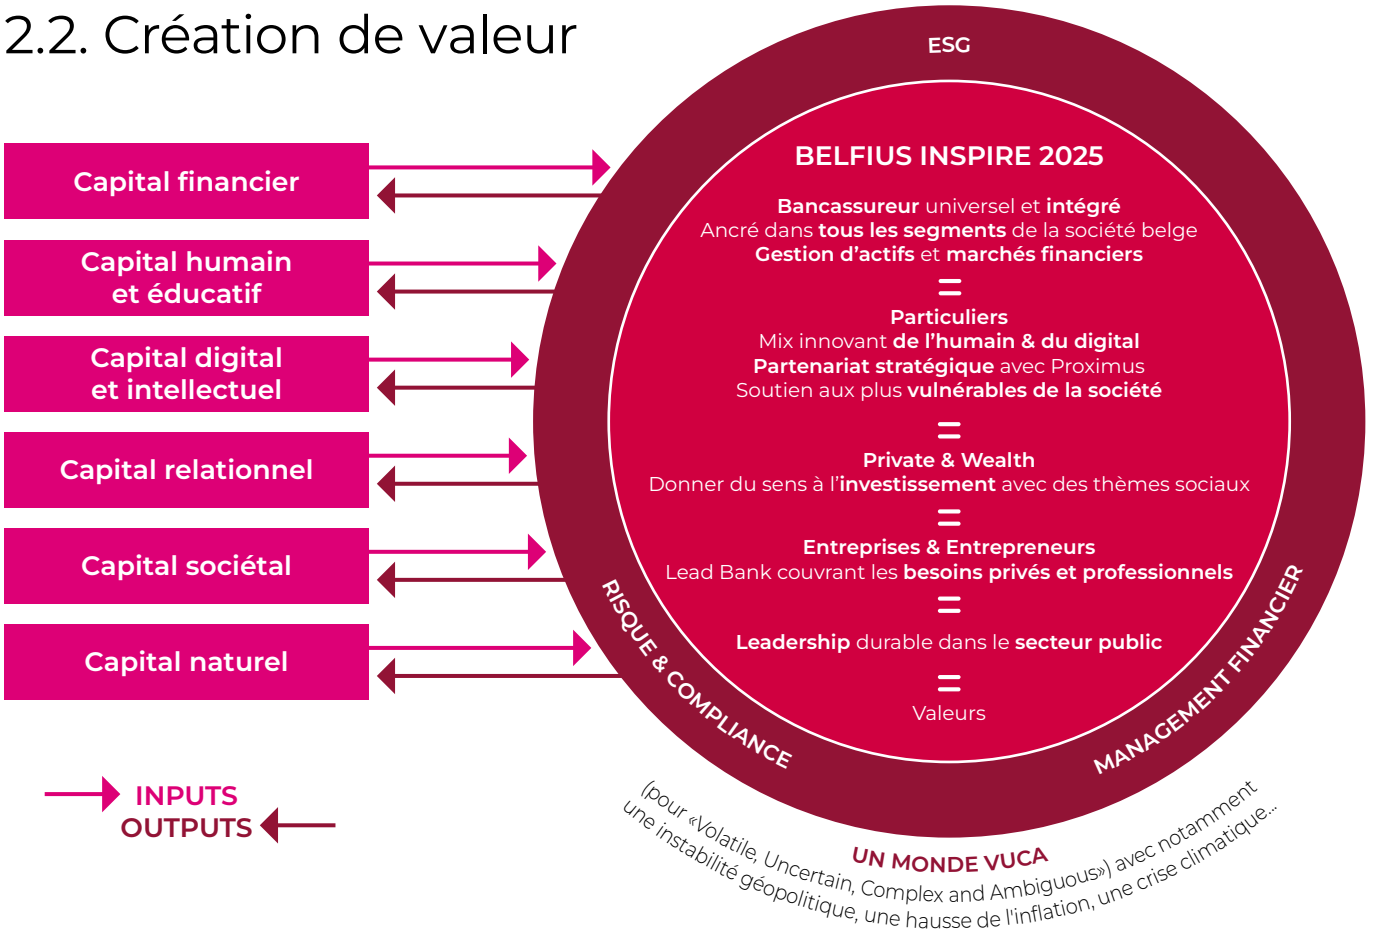 2.2. Création de valeur
Capital financier
Capital humain
et éducatif
Capital digital
et intellectuel
Capital relationnel
Capital sociétal
Capital naturel
INPUTS
OUTPUTS
ESG
BELFIUS INSPIRE 2025
Bancassureur universel et intégré
Ancré dans tous les segments de la société belge
Gestion d’actifs et marchés financiers
Particuliers
Mix innovant de l’humain & du digital
Partenariat stratégique avec Proximus
Soutien aux plus vulnérables de la société
Private & Wealth
Donner du sens à l’investissement avec des thèmes sociaux
Entreprises & Entrepreneurs
Lead Bank couvrant les besoins privés et professionnels
Leadership durable dans le secteur public
Valeurs
RISQUE & COMPLIANCE
MANAGEMENT FINANCIER
UN MONDE VUCA
(pour «Volatile, Uncertain, Complex and Ambiguous») avec notamment
une instabilité géopolitique, une hausse de l'inflation, une crise climatique...